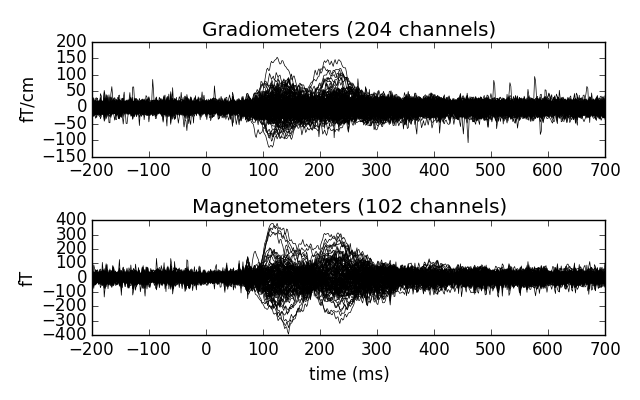 Gradiometers (204 channels)
200
150
100
50
0
−50
−100
−150
fT/cm
−200 −100 0 100 200 300 400 500 600 700
Magnetometers (102 channels)
400
300
200
100
0
−100
−200
−300
−400
fT
−200 −100 0 100 200 300 400 500 600 700
time (ms)